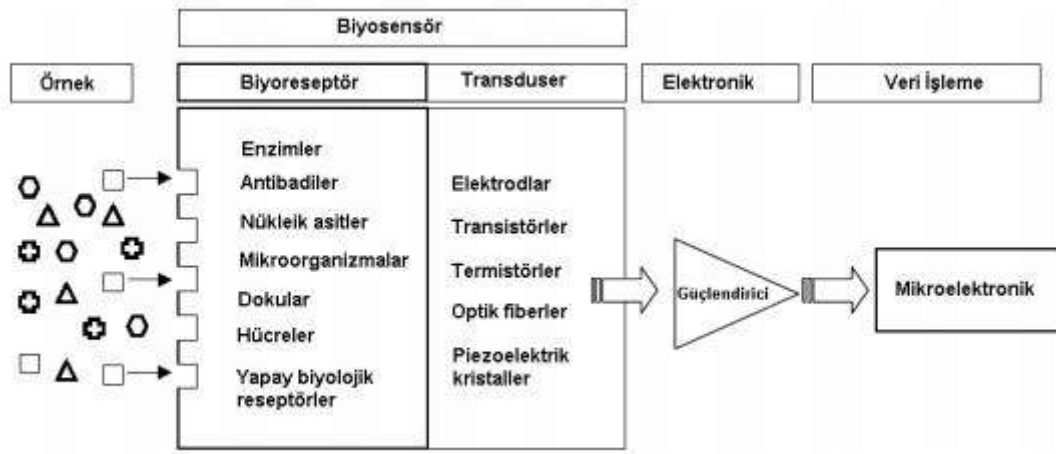 Biyosensör
Örnek
Biyoreseptör
Transduser
Elektronik
Veri İşleme
Enzimler
Antibadiler
Nükleik asitler
Mikroorganizmalar
Dokular
Hücreler
Yapay biyolojik
reseptörler
Elektrodlar
Transistörler
Termistörler
Optik fiberler
Piezoelektrik
kristaller
Güçlendirici
Mikroelektronik